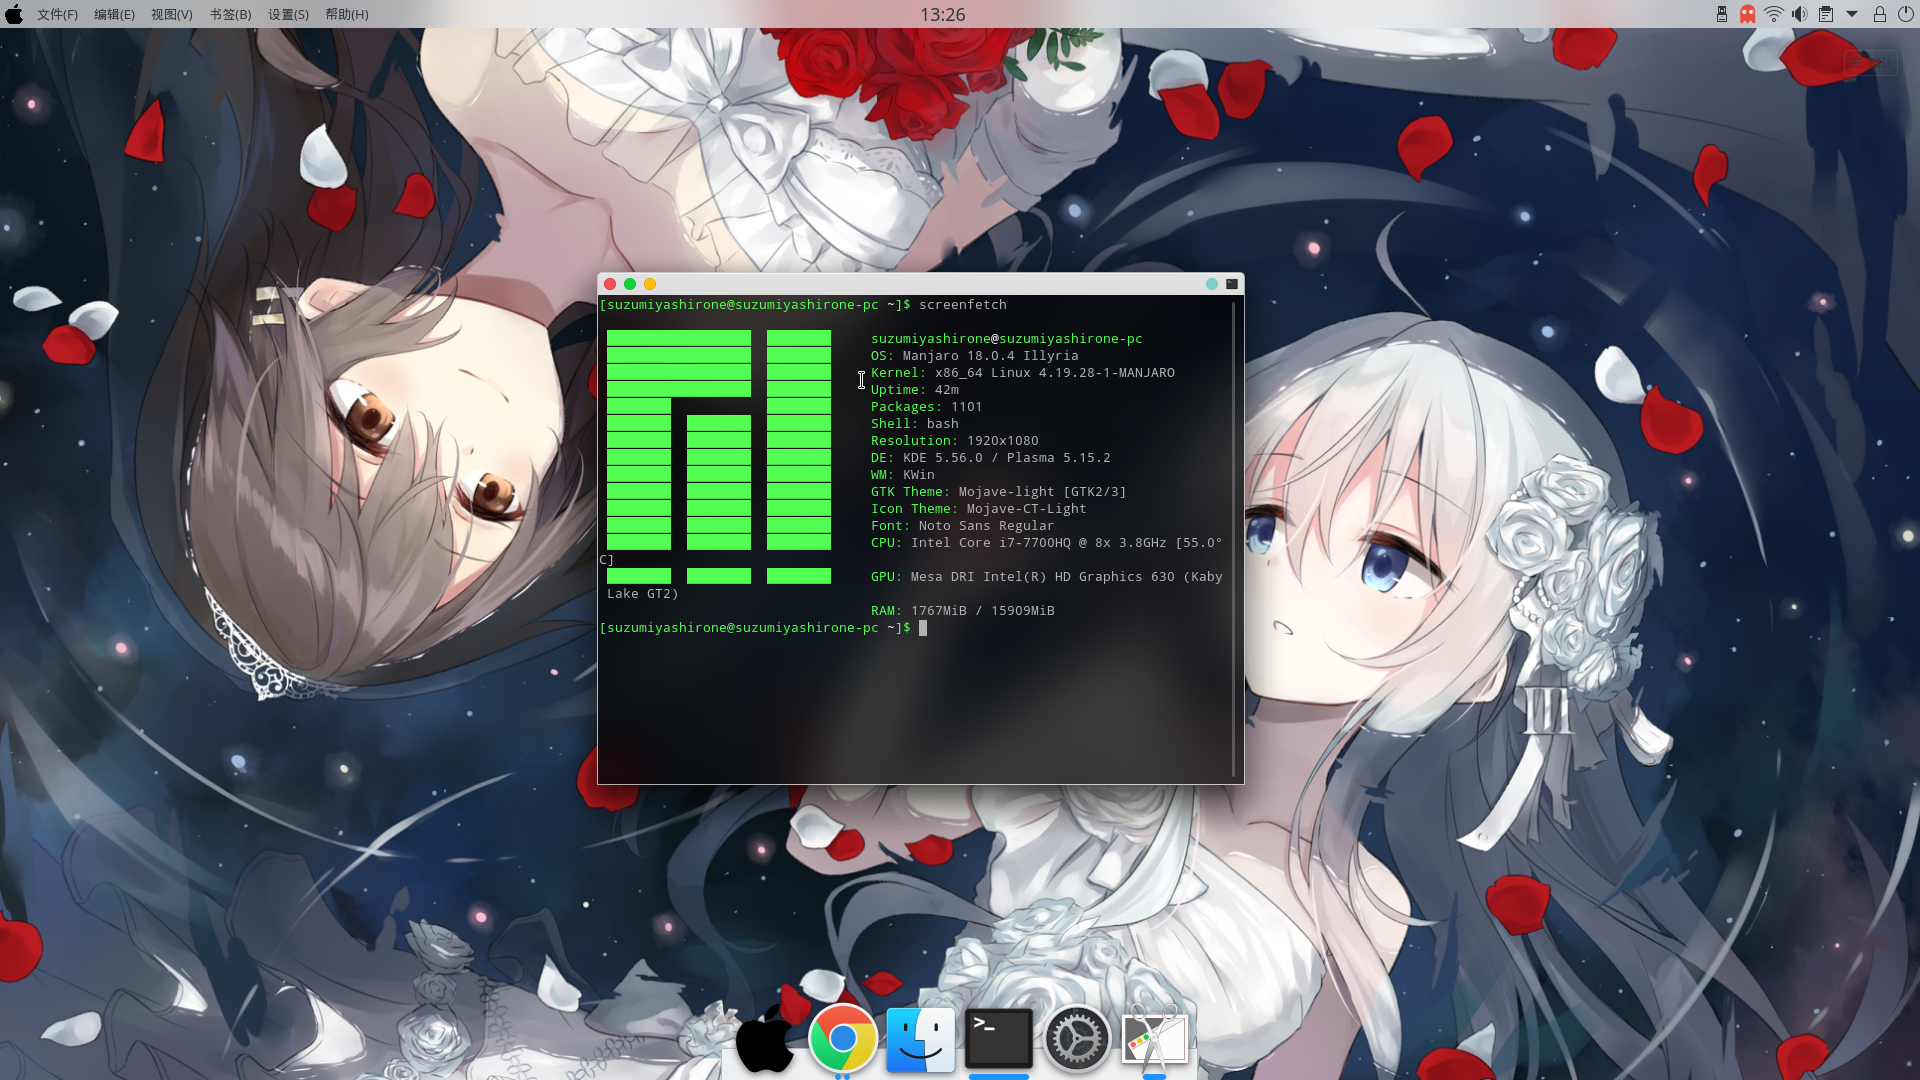 文件(F) 编辑(E) 视图(V) 书签(B) 设置(S) 帮助(H)
13:26
[suzumiyashirone@suzumiyashirone-pc ~]$ screenfetch
suzumiyashirone@suzumiyashirone-pc
OS: Manjaro 18.0.4 Illyria
Kernel: x86_64 Linux 4.19.28-1-MANJARO
Uptime: 42m
Packages: 1101
Shell: bash
Resolution: 1920x1080
DE: KDE 5.56.0 / Plasma 5.15.2
WM: KWin
GTK Theme: Mojave-light [GTK2/3]
Icon Theme: Mojave-CT-Light
Font: Noto Sans Regular
CPU: Intel Core i7-7700HQ @ 8x 3.8GHz [55.0°
C]
GPU: Mesa DRI Intel(R) HD Graphics 630 (Kaby
Lake GT2)
RAM: 1767MiB / 15909MiB
[suzumiyashirone@suzumiyashirone-pc ~]$
>_